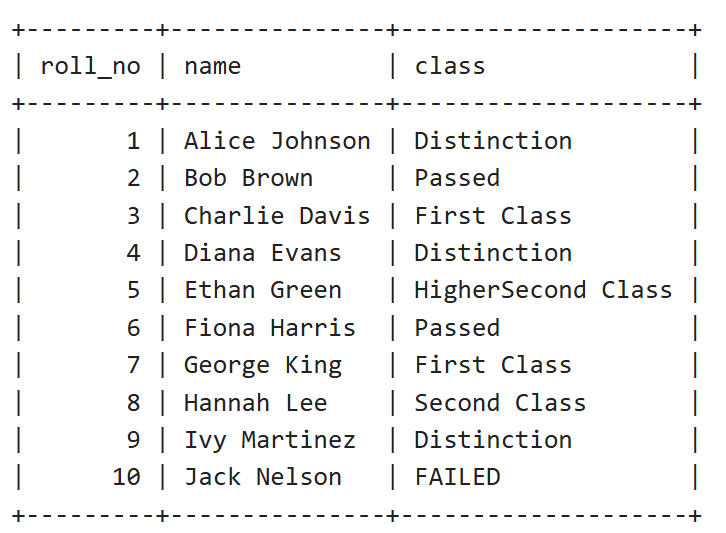 +---------+---------------+--------------------+
| roll_no | name          | class              |
+---------+---------------+--------------------+
|       1 | Alice Johnson | Distinction        |
|       2 | Bob Brown     | Passed             |
|       3 | Charlie Davis | First Class        |
|       4 | Diana Evans   | Distinction        |
|       5 | Ethan Green   | HigherSecond Class |
|       6 | Fiona Harris  | Passed             |
|       7 | George King   | First Class        |
|       8 | Hannah Lee    | Second Class       |
|       9 | Ivy Martinez  | Distinction        |
|      10 | Jack Nelson   | FAILED             |
+---------+---------------+--------------------+